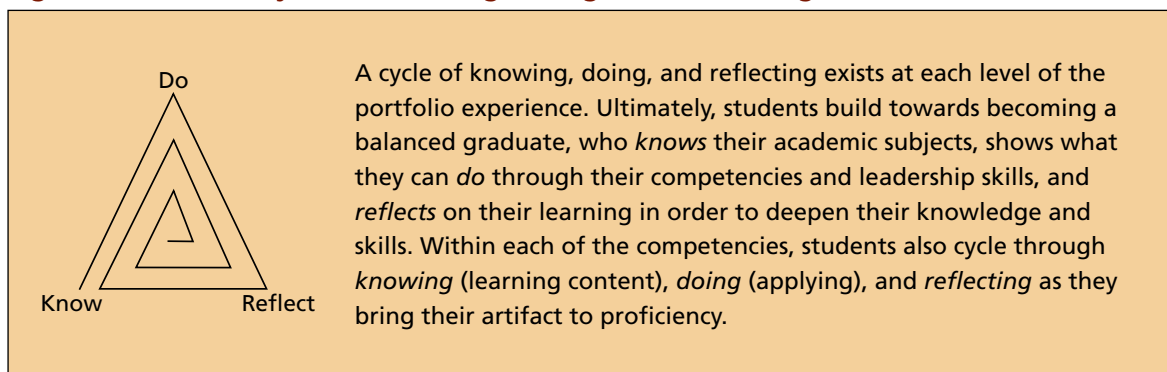 Do
Know
Reflect
A cycle of knowing, doing, and reflecting exists at each level of the
portfolio experience. Ultimately, students build towards becoming a
balanced graduate, who knows their academic subjects, shows what
they can do through their competencies and leadership skills, and
reflects on their learning in order to deepen their knowledge and
skills. Within each of the competencies, students also cycle through
knowing (learning content), doing (applying), and reflecting as they
bring their artifact to proficiency.